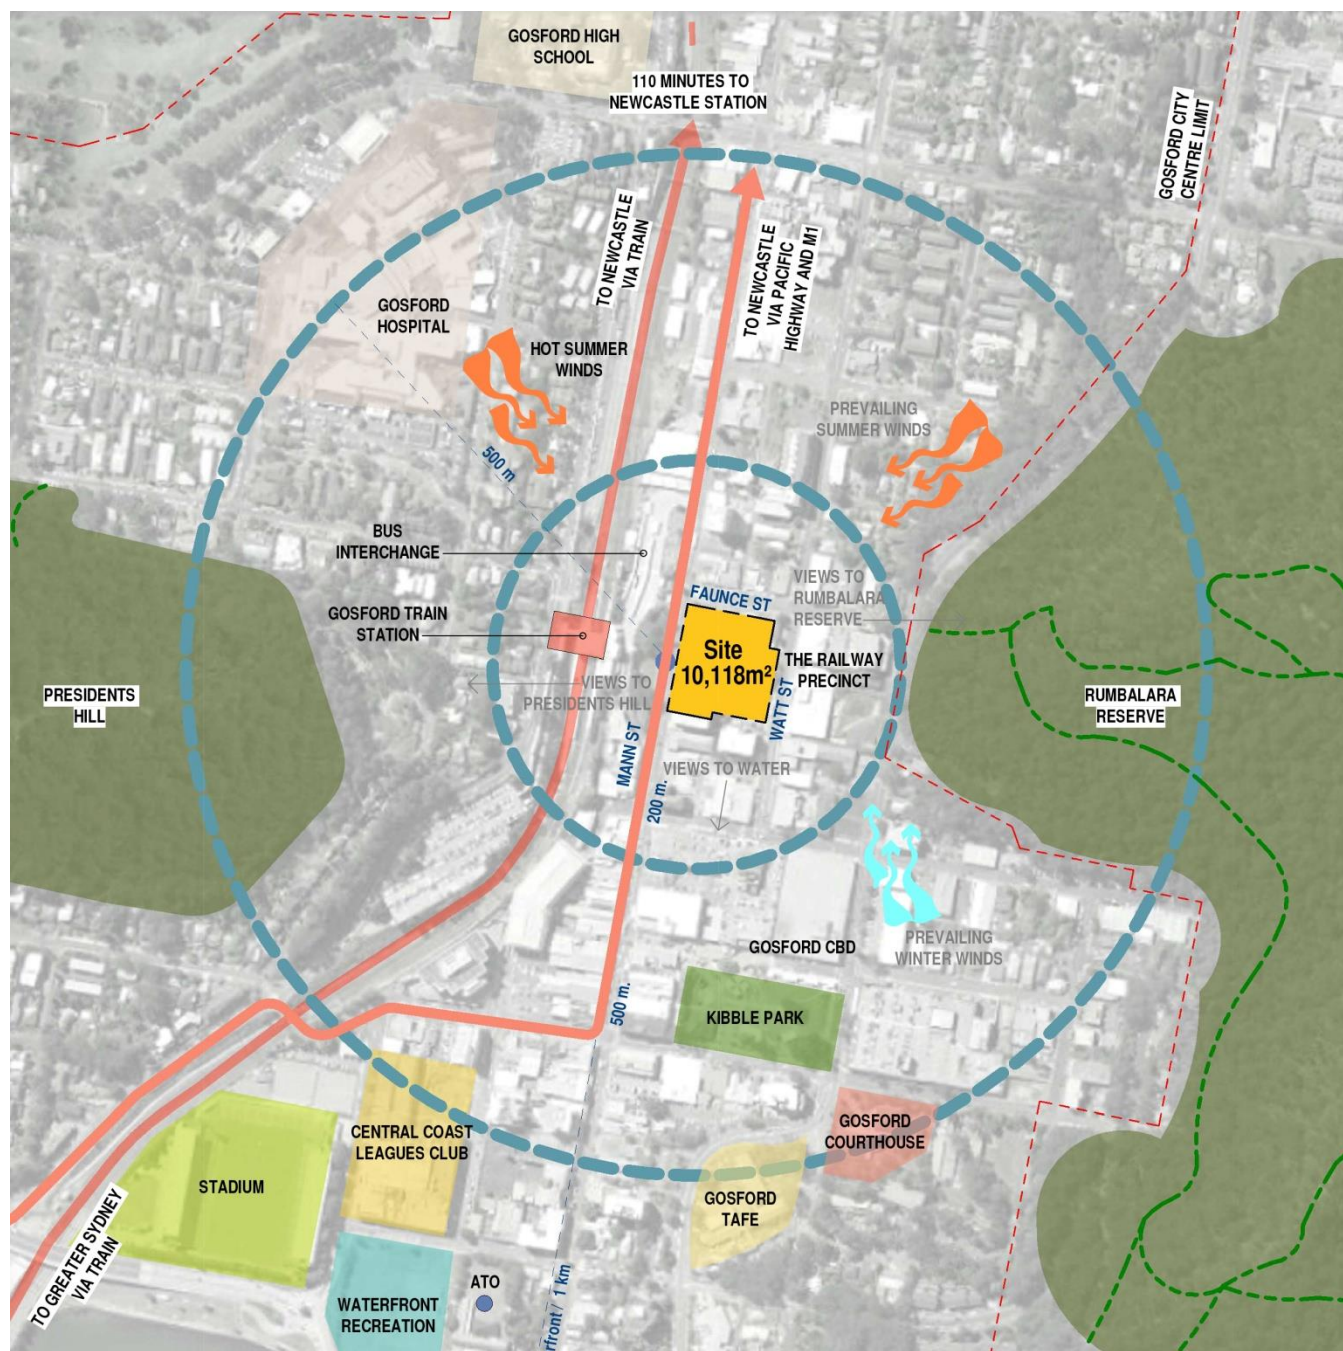 GOSFORD HIGH
SCHOOL
110 MINUTES TO
NEWCASTLE STATION
GOSFORD CITY
CENTRE LIMIT
TO NEWCASTLE
VIA TRAIN
TO NEWCASTLE
VIA PACIFIC
HIGHWAY AND M1
GOSFORD
HOSPITAL
HOT SUMMER
WINDS
PREVAILING
SUMMER WINDS
500 m
BUS
INTERCHANGE
VIEWS TO
RUMBALARA
RESERVE
FAUNCE ST
GOSFORD TRAIN
STATION
Site
10,118m²
THE RAILWAY
PRECINCT
VIEWS TO
PRESIDENTS HILL
PRESIDENTS
HILL
RUMBALARA
RESERVE
WATT ST
MANN ST
VIEWS TO WATER
200 m.
PREVAILING
WINTER WINDS
GOSFORD CBD
500 m.
KIBBLE PARK
CENTRAL COAST
LEAGUES CLUB
GOSFORD
COURTHOUSE
STADIUM
GOSFORD
TAFE
TO GREATER SYDNEY
VIA TRAIN
ATO
WATERFRONT
RECREATION
rfront / 1 km